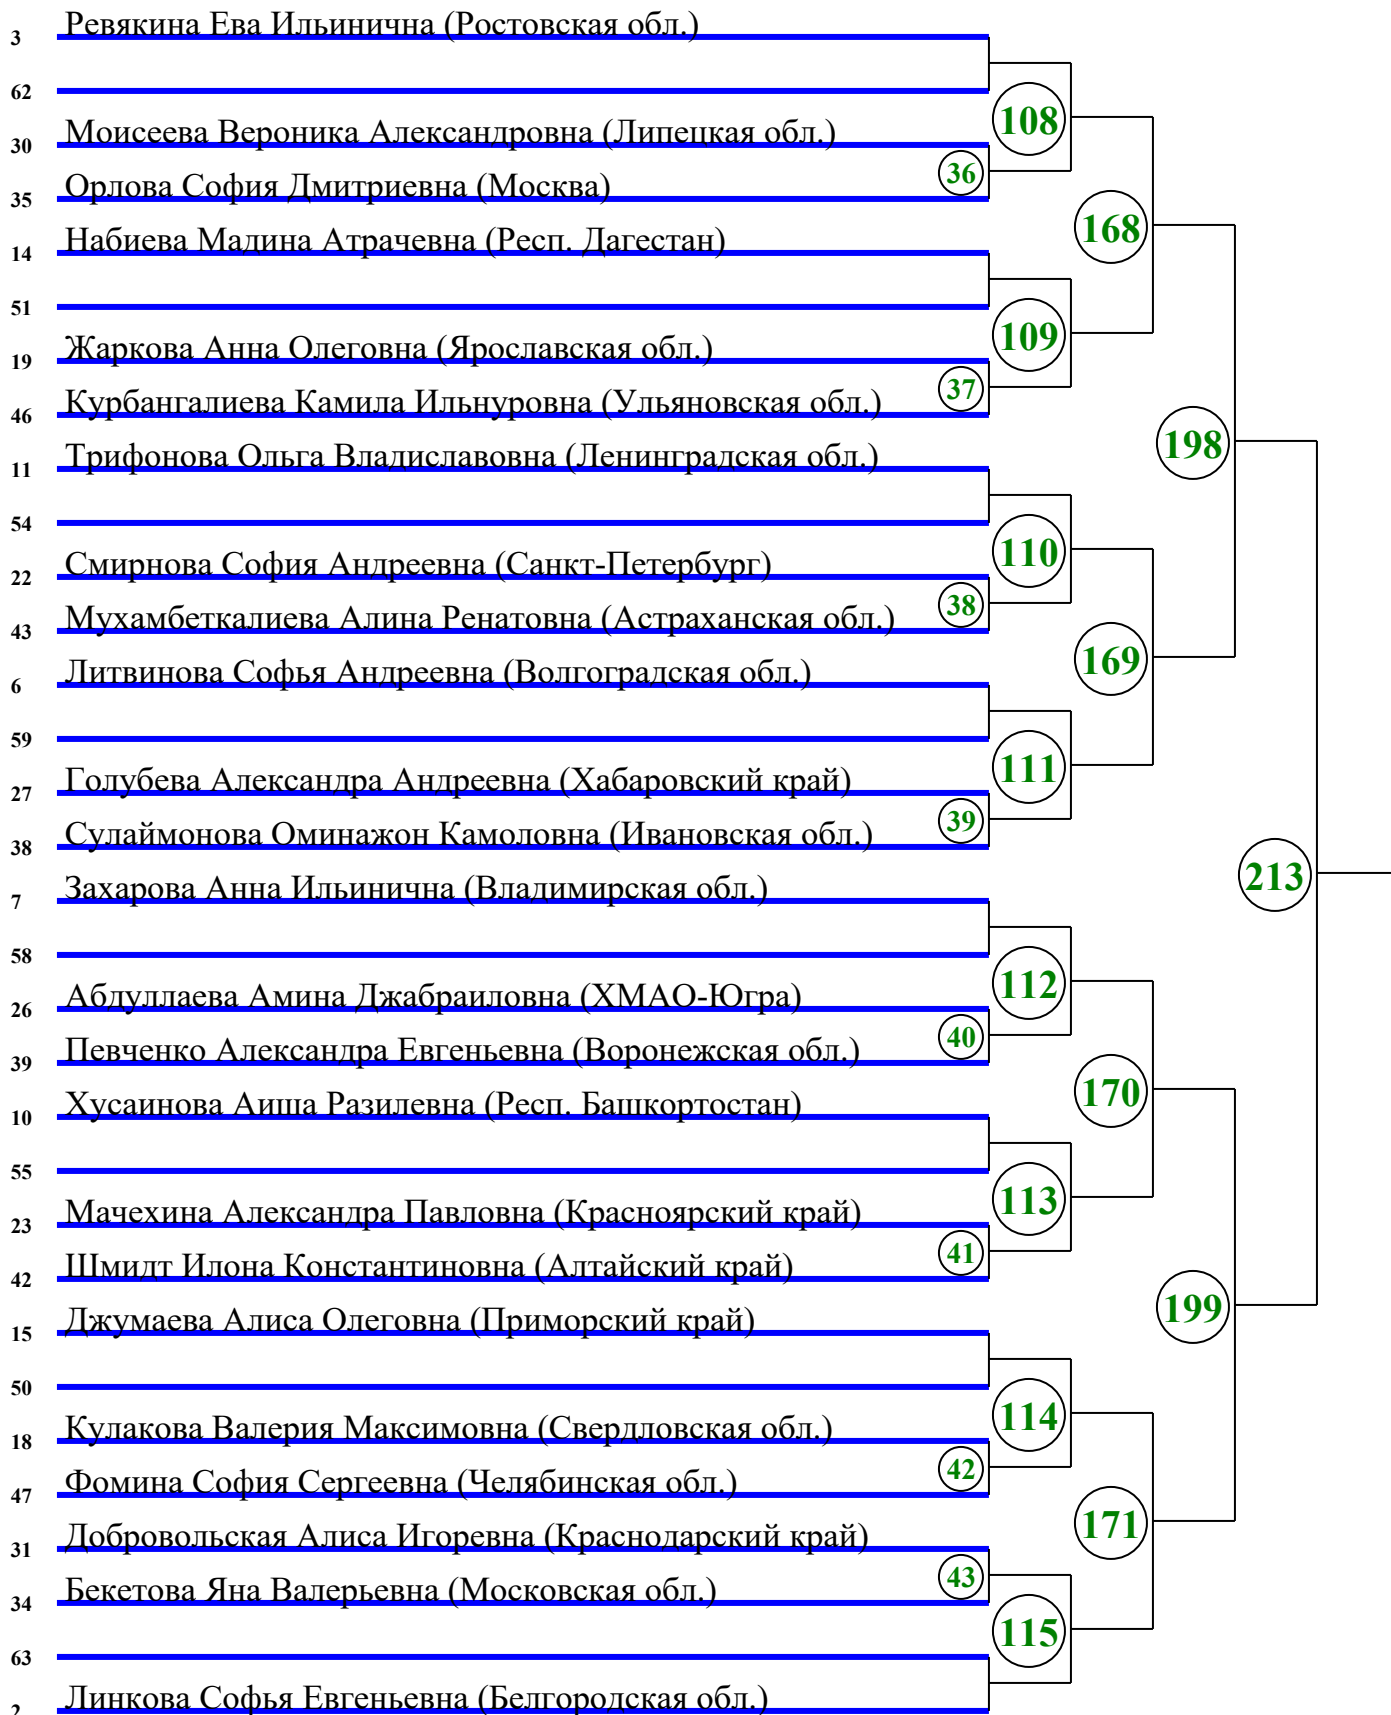 3 Ревякина Ева Ильинична (Ростовская обл.)
62
108
30 Моисеева Вероника Александровна (Липецкая обл.)
36
35 Орлова София Дмитриевна (Москва)
168
14 Набиева Мадина Атрачевна (Респ. Дагестан)
51
109
19 Жаркова Анна Олеговна (Ярославская обл.)
37
46 Курбангалиева Камила Ильнуровна (Ульяновская обл.)
198
11 Трифонова Ольга Владиславовна (Ленинградская обл.)
54
110
22 Смирнова София Андреевна (Санкт-Петербург)
38
43 Мухамбеткалиева Алина Ренатовна (Астраханская обл.)
169
6 Литвинова Софья Андреевна (Волгоградская обл.)
59
111
27 Голубева Александра Андреевна (Хабаровский край)
39
38 Сулаймонова Оминажон Камоловна (Ивановская обл.)
213
7 Захарова Анна Ильинична (Владимирская обл.)
58
112
26 Абдуллаева Амина Джабраиловна (ХМАО-Югра)
40
39 Певченко Александра Евгеньевна (Воронежская обл.)
170
10 Хусаинова Аиша Разилевна (Респ. Башкортостан)
55
113
23 Мачехина Александра Павловна (Красноярский край)
41
42 Шмидт Илона Константиновна (Алтайский край)
199
15 Джумаева Алиса Олеговна (Приморский край)
50
114
18 Кулакова Валерия Максимовна (Свердловская обл.)
42
47 Фомина София Сергеевна (Челябинская обл.)
171
31 Добровольская Алиса Игоревна (Краснодарский край)
43
34 Бекетова Яна Валерьевна (Московская обл.)
115
63
2 Линкова Софья Евгеньевна (Белгородская обл.)